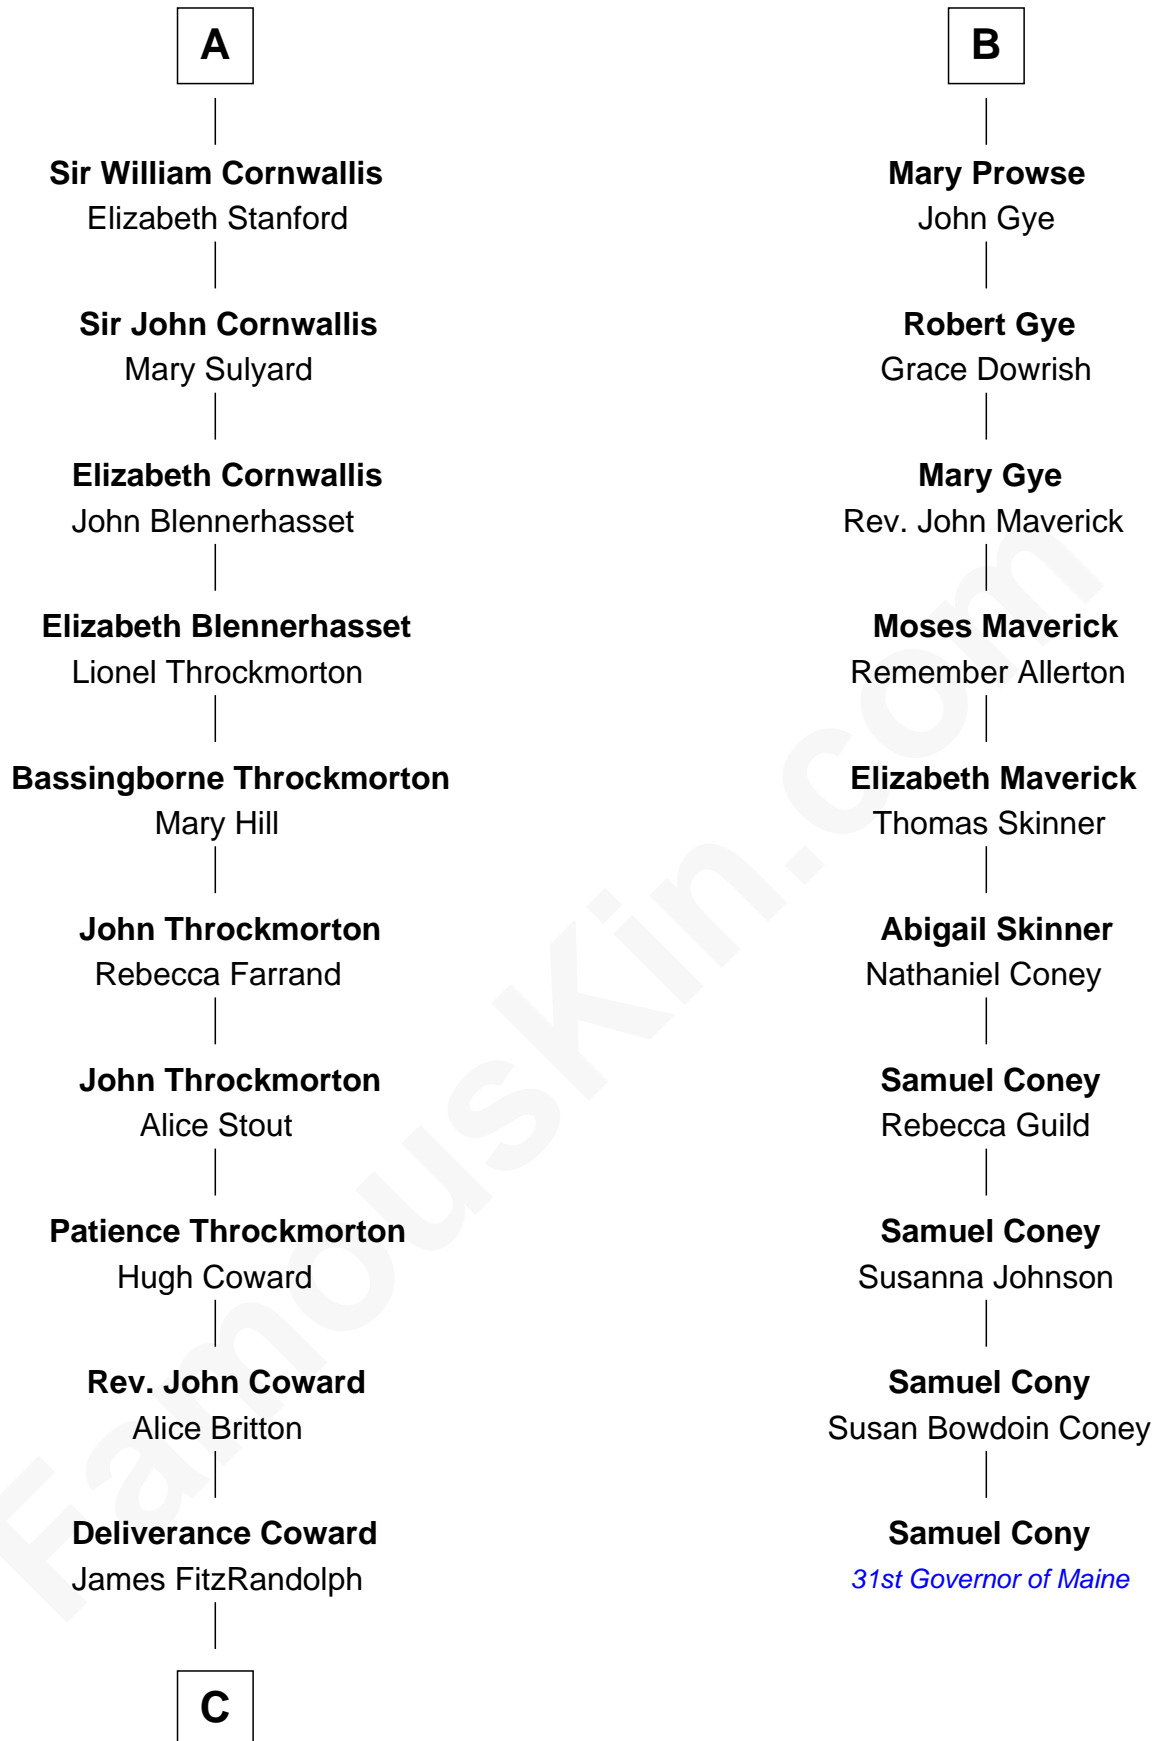 A
Sir William Cornwallis
Elizabeth Stanford
Sir John Cornwallis
Mary Sulyard
Elizabeth Cornwallis
John Blennerhasset
Elizabeth Blennerhasset
Lionel Throckmorton
Bassingborne Throckmorton
Mary Hill
John Throckmorton
Rebecca Farrand
John Throckmorton
Alice Stout
Patience Throckmorton
Hugh Coward
Rev. John Coward
Alice Britton
Deliverance Coward
James FitzRandolph
C
B
Mary Prowse
John Gye
Robert Gye
Grace Dowrish
Mary Gye
Rev. John Maverick
Moses Maverick
Remember Allerton
Elizabeth Maverick
Thomas Skinner
Abigail Skinner
Nathaniel Coney
Samuel Coney
Rebecca Guild
Samuel Coney
Susanna Johnson
Samuel Cony
Susan Bowdoin Coney
Samuel Cony
31st Governor of Maine
FamousKin.com